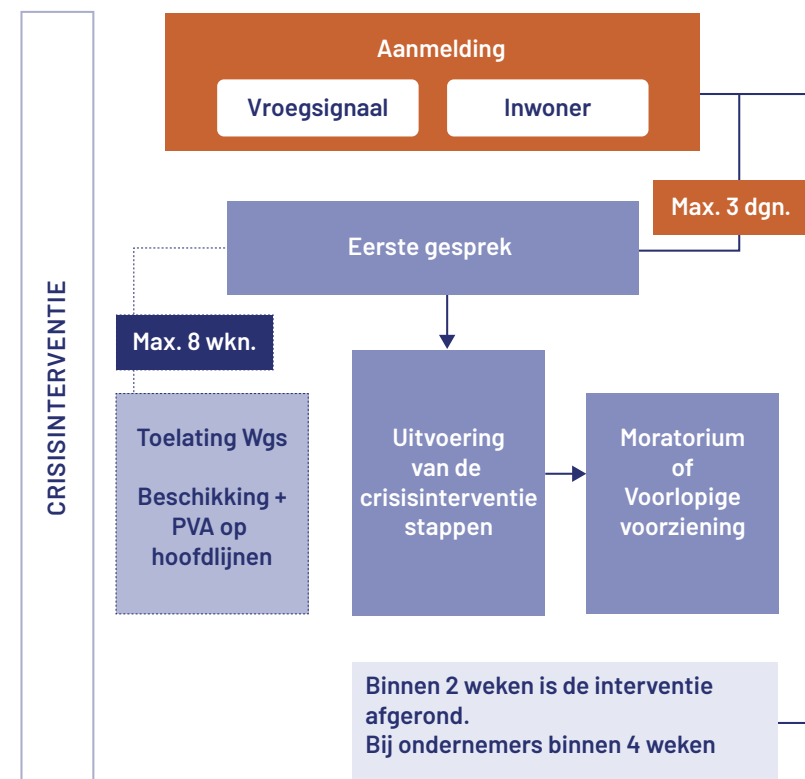 CRISISINTERVENTIE
Aanmelding
Vroegsignaal
Inwoner
Max. 3 dgn.
Eerste gesprek
Max. 8 wkn.
Toelating Wgs
Beschikking +
PVA op
hoofdlijnen
Uitvoering
van de
crisisinterventie
stappen
Moratorium
of
Voorlopige
voorziening
Binnen 2 weken is de interventie
afgerond.
Bij ondernemers binnen 4 weken